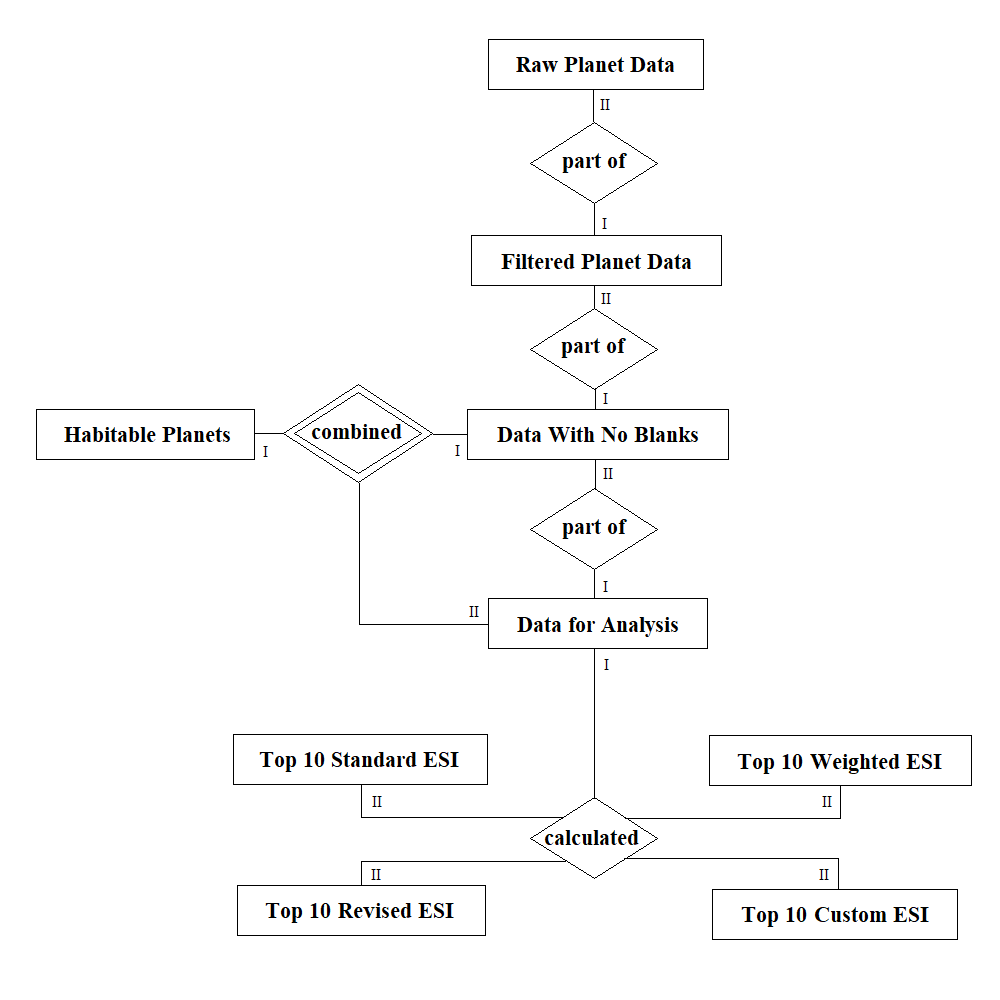 Raw Planet Data
II
part of
I
Filtered Planet Data
II
part of
I
Habitable Planets
I
combined
I
Data With No Blanks
II
part of
I
II
Data for Analysis
I
Top 10 Standard ESI
II
Top 10 Weighted ESI
II
calculated
II
Top 10 Revised ESI
II
Top 10 Custom ESI